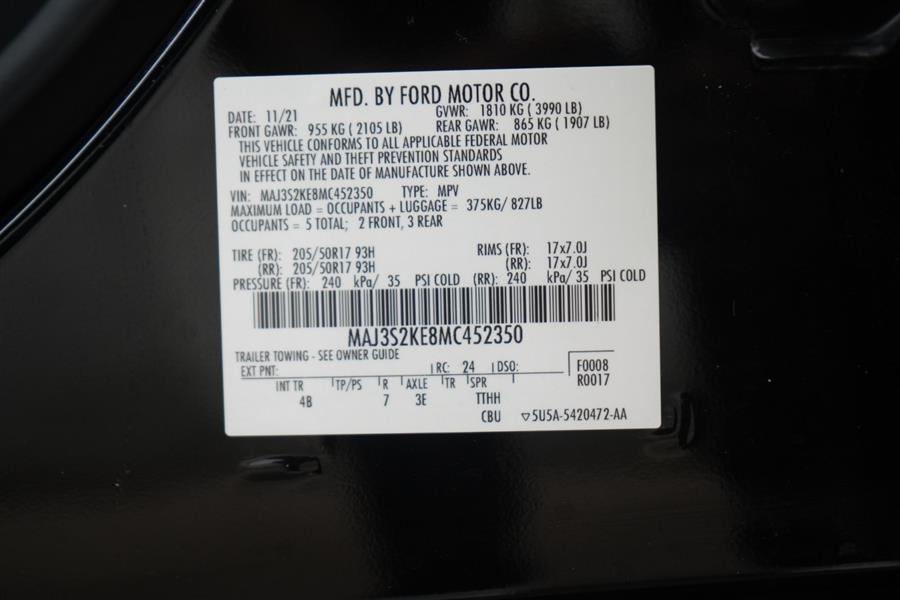 MFD. BY FORD MOTOR CO.
DATE: 11/21 GVWR: 1810 KG ( 3990 LB)
FRONT GAWR: 955 KG ( 2105 LB) REAR GAWR: 865 KG ( 1907 LB)
THIS VEHICLE CONFORMS TO ALL APPLICABLE FEDERAL MOTOR
VEHICLE SAFETY AND THEFT PREVENTION STANDARDS
IN EFFECT ON THE DATE OF MANUFACTURE SHOWN ABOVE.
VIN: MAJ3S2KE8MC452350 TYPE: MPV
MAXIMUM LOAD = OCCUPANTS + LUGGAGE = 375KG/ 827LB
OCCUPANTS = 5 TOTAL; 2 FRONT, 3 REAR
TIRE (FR): 205/50R17 93H RIMS (FR): 17x7.0J
(RR): 205/50R17 93H (RR): 17x7.0J
PRESSURE (FR): 240 kPa/ 35 PSI COLD (RR): 240 kPa/ 35 PSI COLD
MAJ3S2KE8MC452350
TRAILER TOWING - SEE OWNER GUIDE
EXT PNT: RC: 24 DSO: F0008
R0017
INT TR TP/PS R AXLE TR SPR
4B 7 3E TTHH
CBU ▽5U5A-5420472-AA